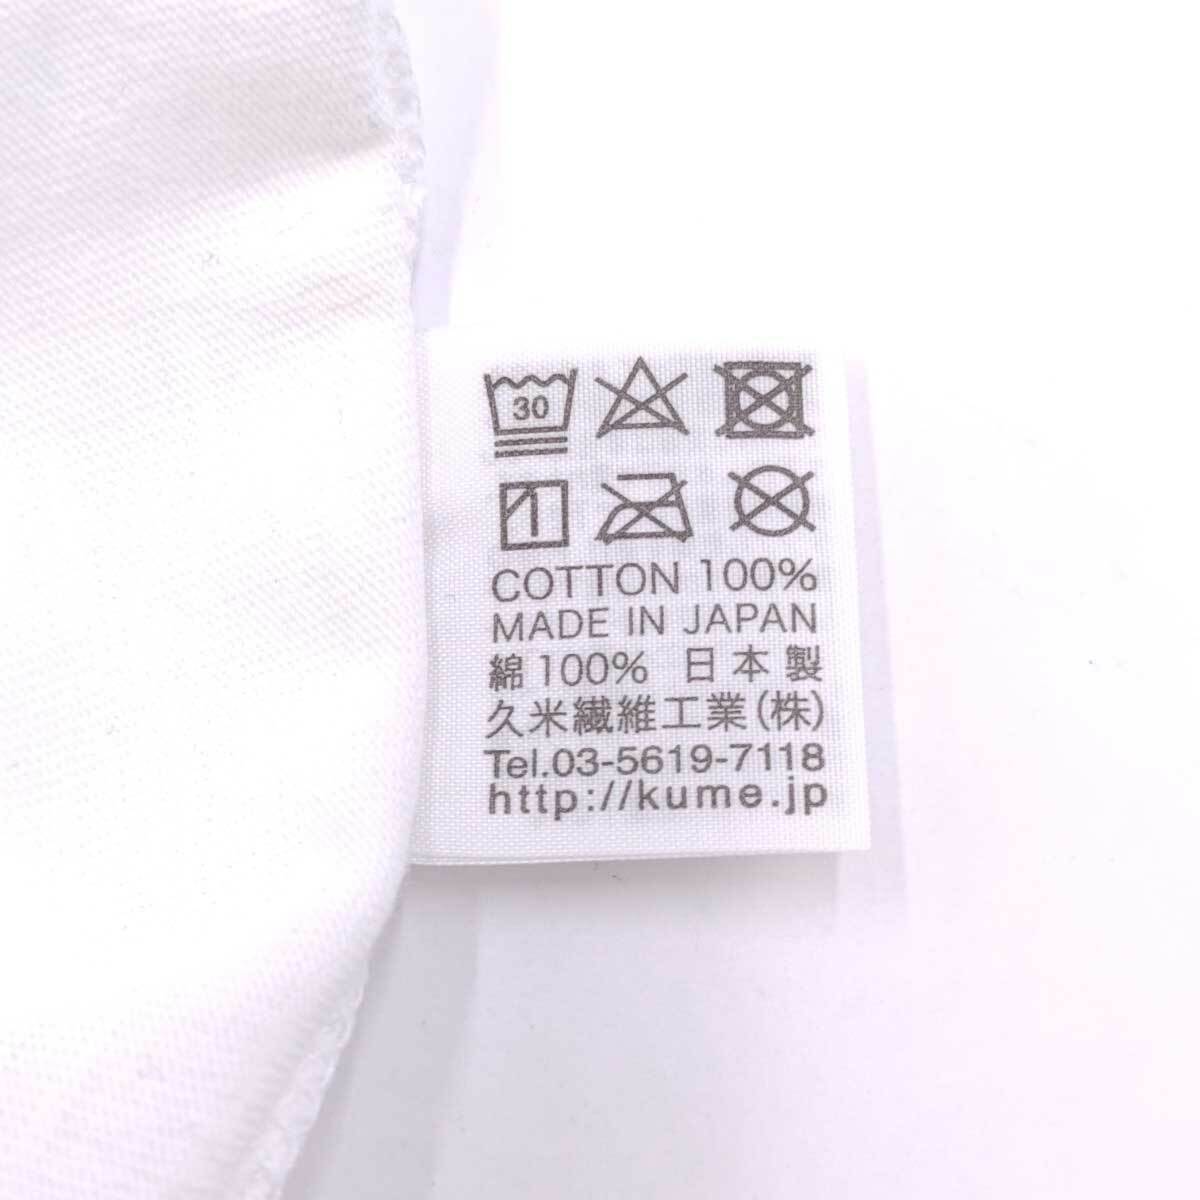 30
COTTON 100%
MADE IN JAPAN
綿100% 日本製
久米繊維工業(株)
Tel.03-5619-7118
http://kume.jp